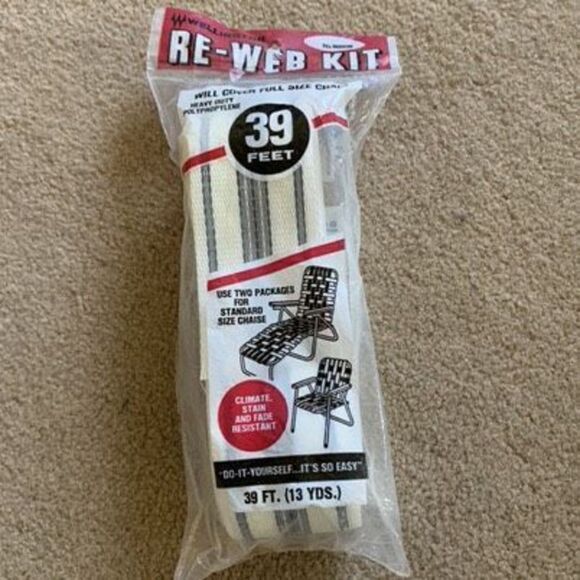 WELLINGTON
RE-WEB KIT
WILL COVER FULL SIZE CHAIR
HEAVY DUTY
POLYPROPYLENE
39
FEET
USE TWO PACKAGES
FOR
STANDARD
SIZE CHAISE
CLIMATE,
STAIN
AND FADE
RESISTANT
"DO-IT-YOURSELF...IT'S SO EASY"
39 FT. (13 YDS.)